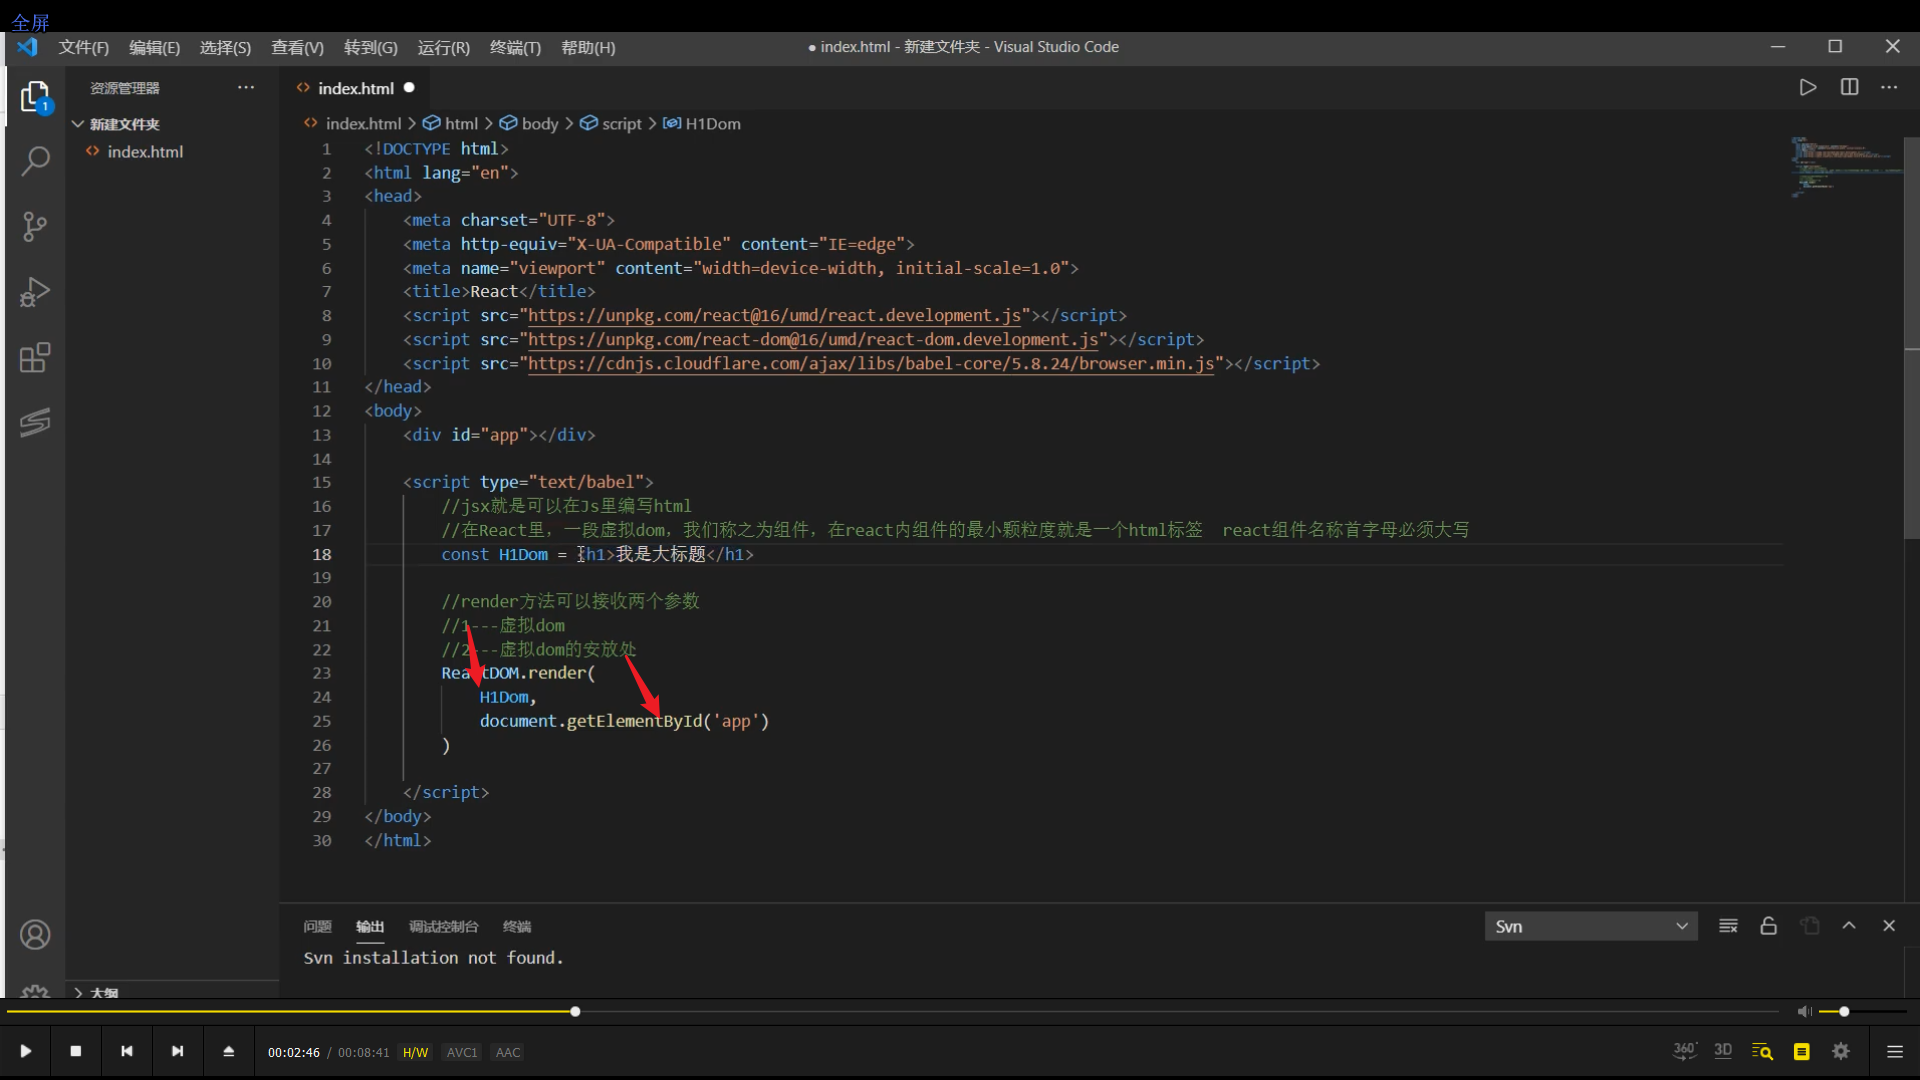 全屏
文件(F) 编辑(E) 选择(S) 查看(V) 转到(G) 运行(R) 终端(T) 帮助(H) ● index.html - 新建文件夹 - Visual Studio Code
资源管理器 ··· index.html
1
新建文件夹
index.html
index.html > html > body > script > H1Dom
1 <!DOCTYPE html>
2 <html lang="en">
3 <head>
4 <meta charset="UTF-8">
5 <meta http-equiv="X-UA-Compatible" content="IE=edge">
6 <meta name="viewport" content="width=device-width, initial-scale=1.0">
7 <title>React</title>
8 <script src="https://unpkg.com/react@16/umd/react.development.js"></script>
9 <script src="https://unpkg.com/react-dom@16/umd/react-dom.development.js"></script>
10 <script src="https://cdnjs.cloudflare.com/ajax/libs/babel-core/5.8.24/browser.min.js"></script>
11 </head>
12 <body>
13 <div id="app"></div>
14
15 <script type="text/babel">
16 //jsx就是可以在Js里编写html
17 //在React里，一段虚拟dom，我们称之为组件，在react内组件的最小颗粒度就是一个html标签 react组件名称首字母必须大写
18 const H1Dom = <h1>我是大标题</h1>
19
20 //render方法可以接收两个参数
21 //1---虚拟dom
22 //2---虚拟dom的安放处
23 ReactDOM.render(
24 H1Dom,
25 document.getElementById('app')
26 )
27
28 </script>
29 </body>
30 </html>
问题 输出 调试控制台 终端 Svn
Svn installation not found.
大纲
00:02:46 / 00:08:41 H/W AVC1 AAC 360° 3D